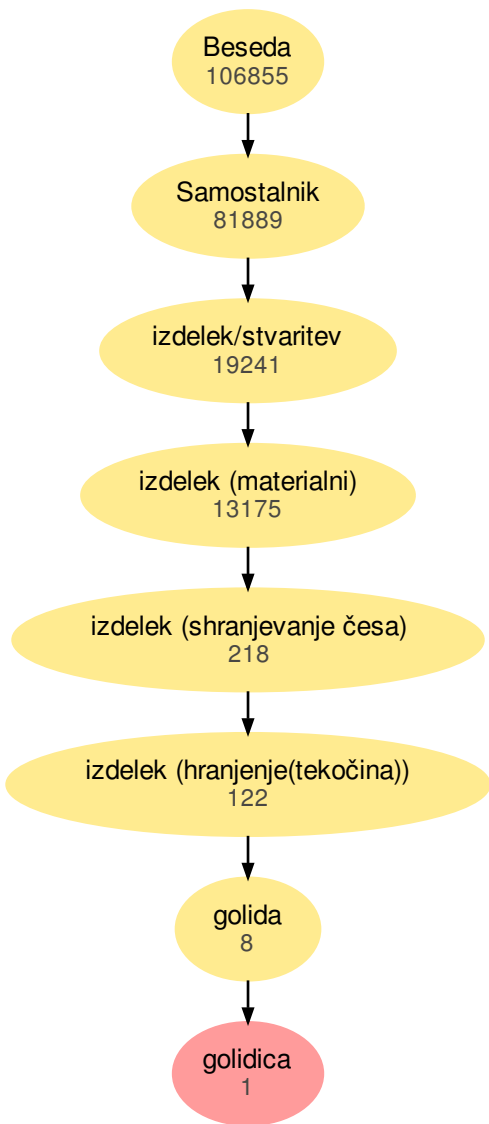 Beseda
106855
Samostalnik
81889
izdelek/stvaritev
19241
izdelek (materialni)
13175
izdelek (shranjevanje česa)
218
izdelek (hranjenje(tekočina))
122
golida
8
golidica
1